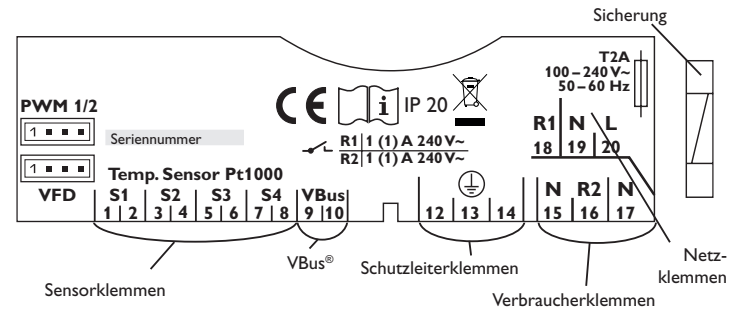 Sicherung
T2A
100 – 240 V~
50 – 60 Hz
CE
i
IP 20
PWM 1/2
1
Seriennummer
R1 1 (1) A 240 V~
R2 1 (1) A 240 V~
R1 N L
18 19 20
1
Temp. Sensor Pt1000
VFD
S1 S2 S3 S4 VBus
1 2 3 4 5 6 7 8 9 10
12 13 14
N R2 N
15 16 17
VBus®
Schutzleiterklemmen
Netz-
klemmen
Sensorklemmen
Verbraucherklemmen